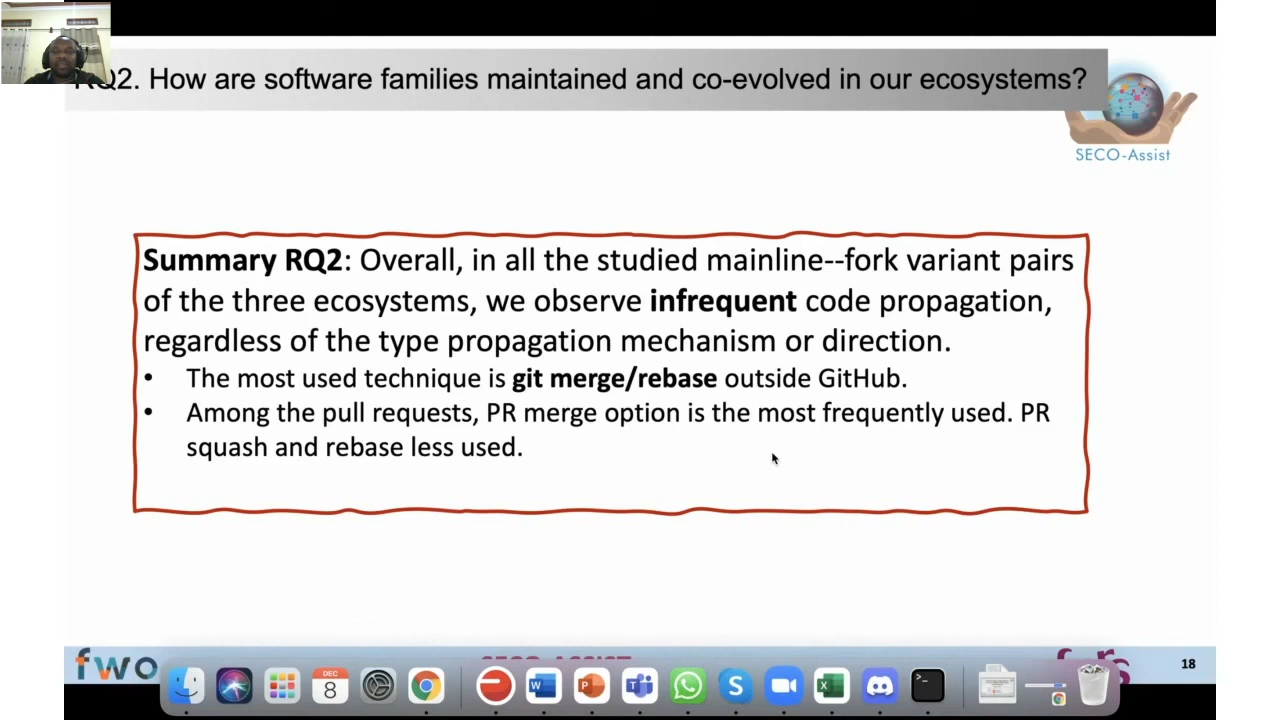 RQ2. How are software families maintained and co-evolved in our ecosystems?
SECO-Assist
Summary RQ2: Overall, in all the studied mainline--fork variant pairs
of the three ecosystems, we observe infrequent code propagation,
regardless of the type propagation mechanism or direction.
• The most used technique is git merge/rebase outside GitHub.
• Among the pull requests, PR merge option is the most frequently used. PR
squash and rebase less used.
fwo
SECO-ASSIST
18
DEC
8